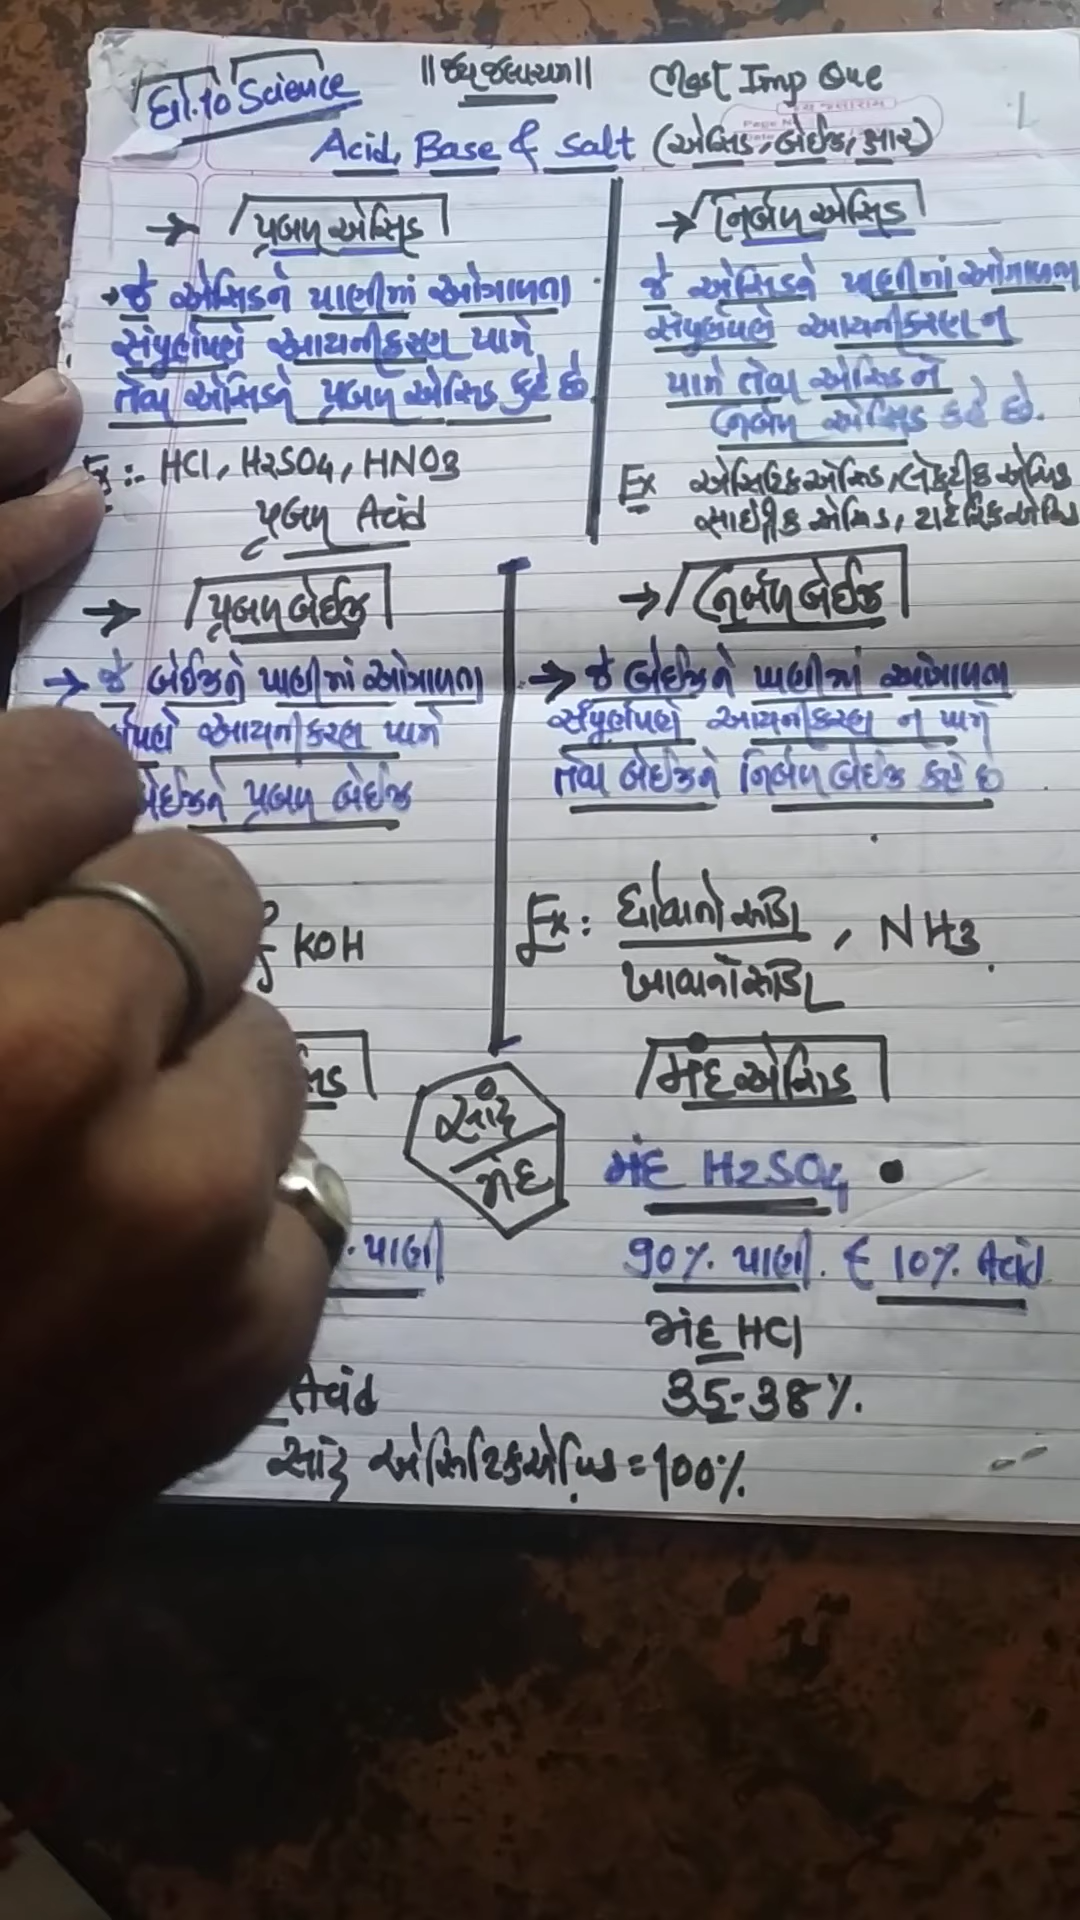 ધો.10 Science
||જય જલારામ||
Most Imp Que
Acid, Base & Salt (એસિડ, બેઈઝ, ક્ષાર)
→ પ્રબળ એસિડ
→ જે એસિડને પાણીમાં ઓગાળતા
સંપૂર્ણપણે આયનીકરણ પામે
તેવા એસિડને પ્રબળ એસિડ કહે છે.
Ex :- HCl, H2SO4, HNO3
પ્રબળ Acid
→ નિર્બળ એસિડ
જે એસિડને પાણીમાં ઓગાળતા
સંપૂર્ણપણે આયનીકરણ ન
પામે તેવા એસિડને
નિર્બળ એસિડ કહે છે.
Ex એસિટિક એસિડ, લેક્ટીક એસિડ
સાઈટ્રીક એસિડ, ટાર્ટરિક એસિડ
→ પ્રબળ બેઈઝ
→ જે બેઈઝને પાણીમાં ઓગાળતા
આયનીકરણ પામે
પ્રબળ બેઈઝ
KOH
→ નિર્બળ બેઈઝ
→ જે બેઈઝને પાણીમાં ઓગાળતા
સંપૂર્ણપણે આયનીકરણ ન પામે
તેવા બેઈઝને નિર્બળ બેઈઝ કહે છે
Ex: ધોવાનો સોડા, NH3.
ખાવાનો સોડા
સાંદ્ર
મંદ
પાણી
Acid
મંદ એસિડ
મંદ H2SO4
90% પાણી. & 10% Acid
મંદ HCl
35-38%.
સાંદ્ર એસિટિક એસિડ = 100%.